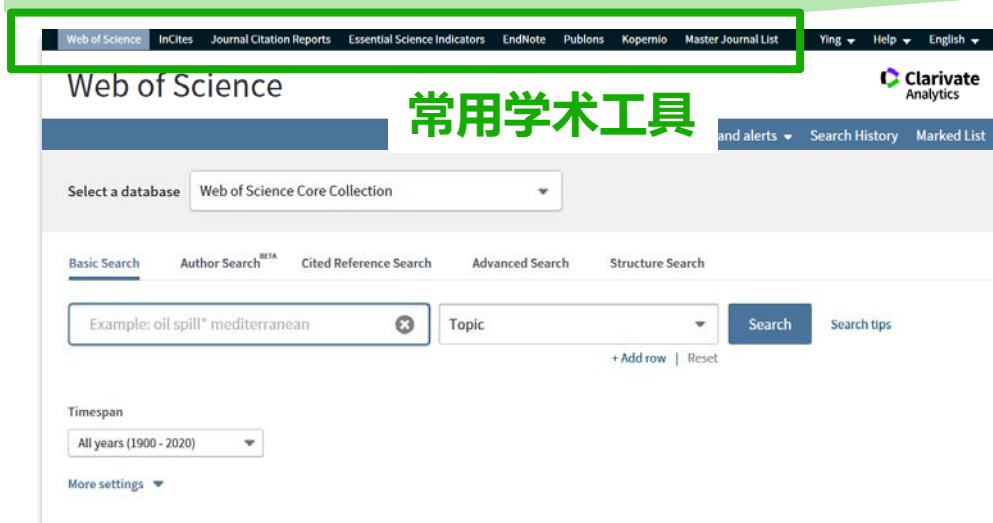 Web of Science InCites Journal Citation Reports Essential Science Indicators EndNote Publons Kopernio Master Journal List Ying Help English
Web of Science
Clarivate
Analytics
常用学术工具
and alerts Search History Marked List
Select a database Web of Science Core Collection
Basic Search Author Search BETA Cited Reference Search Advanced Search Structure Search
Example: oil spill* mediterranean Topic Search Search tips
+ Add row | Reset
Timespan
All years (1900 - 2020)
More settings